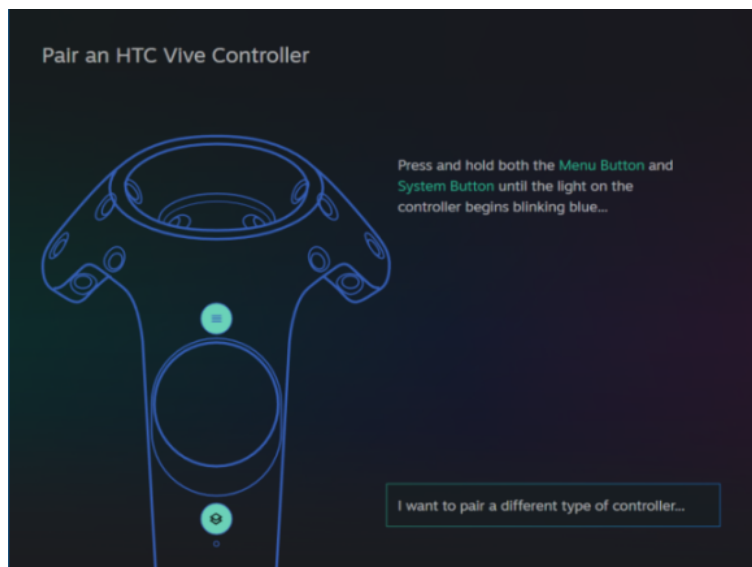 Pair an HTC Vive Controller
Press and hold both the Menu Button and
System Button until the light on the
controller begins blinking blue...
I want to pair a different type of controller...